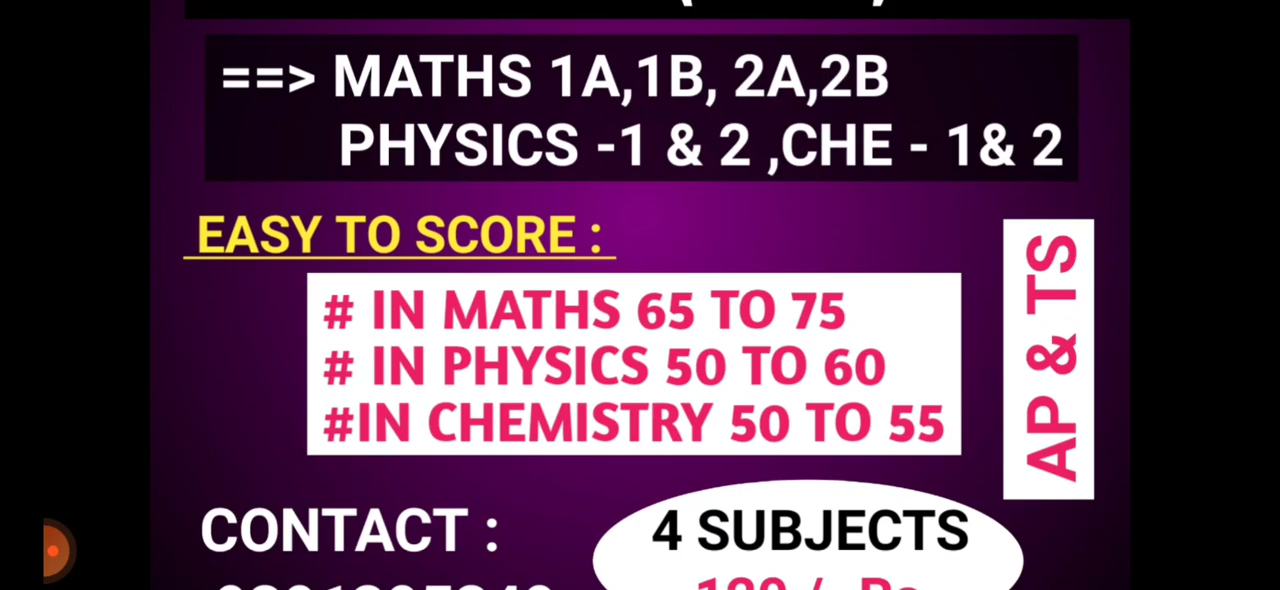 ==> MATHS 1A,1B, 2A,2B
PHYSICS -1 & 2 ,CHE - 1& 2
EASY TO SCORE :
# IN MATHS 65 TO 75
# IN PHYSICS 50 TO 60
#IN CHEMISTRY 50 TO 55
AP & TS
CONTACT :
4 SUBJECTS